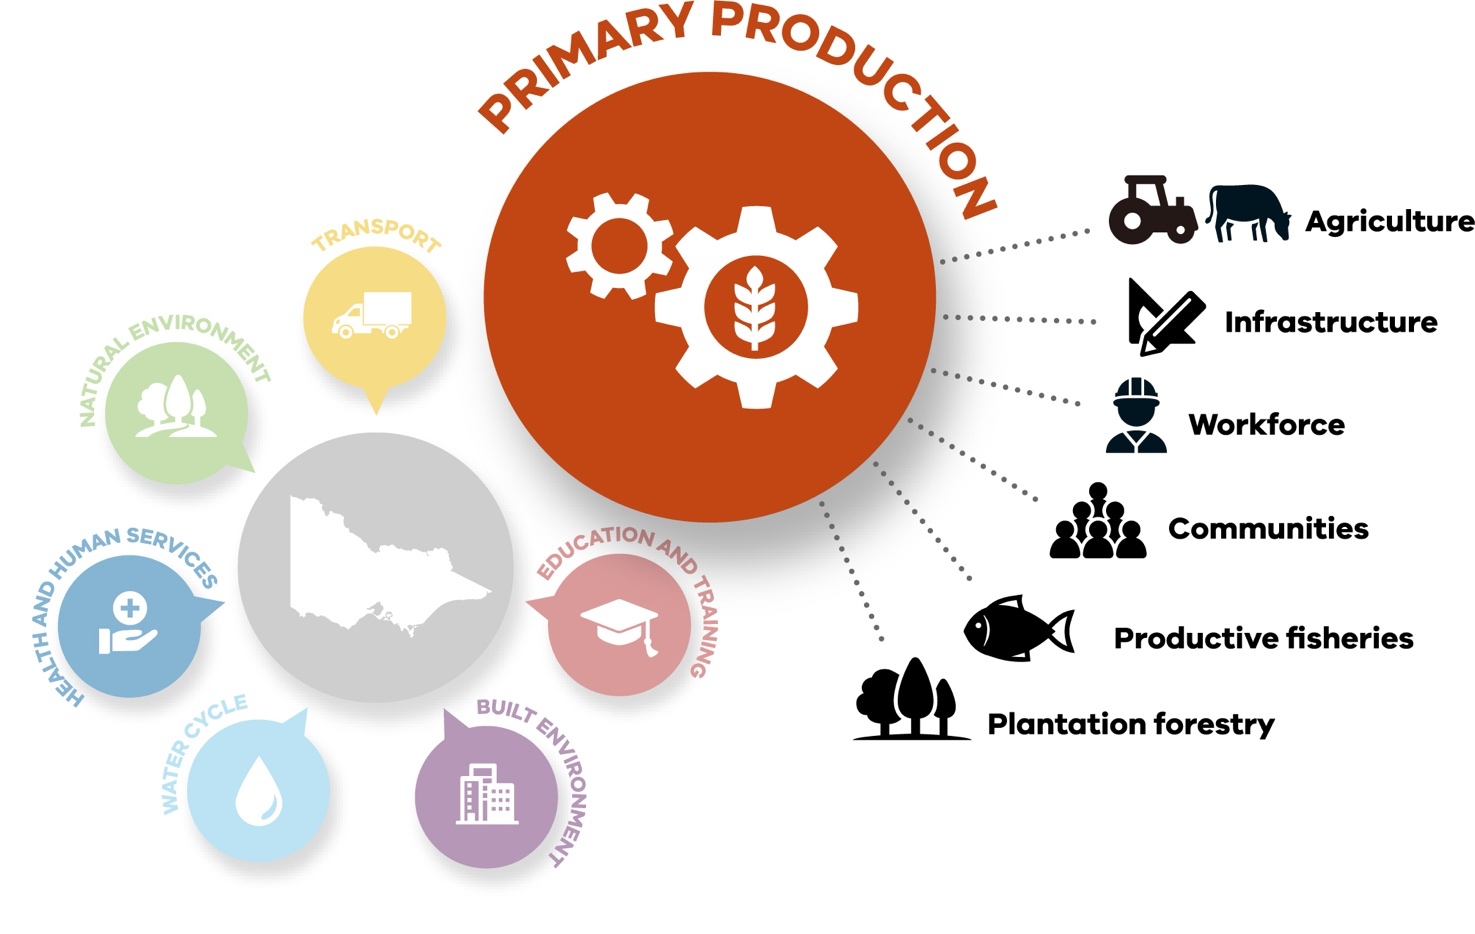 PRIMARY PRODUCTION
TRANSPORT
NATURAL ENVIRONMENT
HEALTH AND HUMAN SERVICES
WATER CYCLE
BUILT ENVIRONMENT
EDUCATION AND TRAINING
Agriculture
Infrastructure
Workforce
Communities
Productive fisheries
Plantation forestry